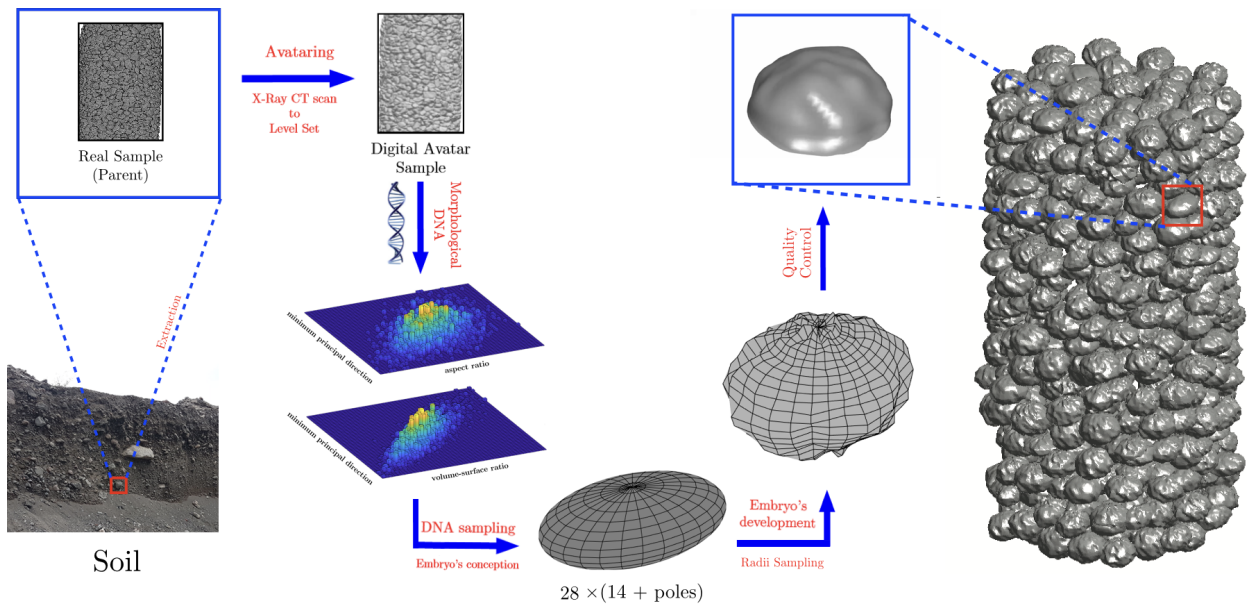 Real Sample
(Parent)
Avataring
X-Ray CT scan
to
Level Set
Digital Avatar
Sample
Morphological
DNA
Extraction
Soil
minimum principal direction
aspect ratio
minimum principal direction
volume-surface ratio
DNA sampling
Embryo's conception
28 ×(14 + poles)
Embryo's
development
Radii Sampling
Quality
Control